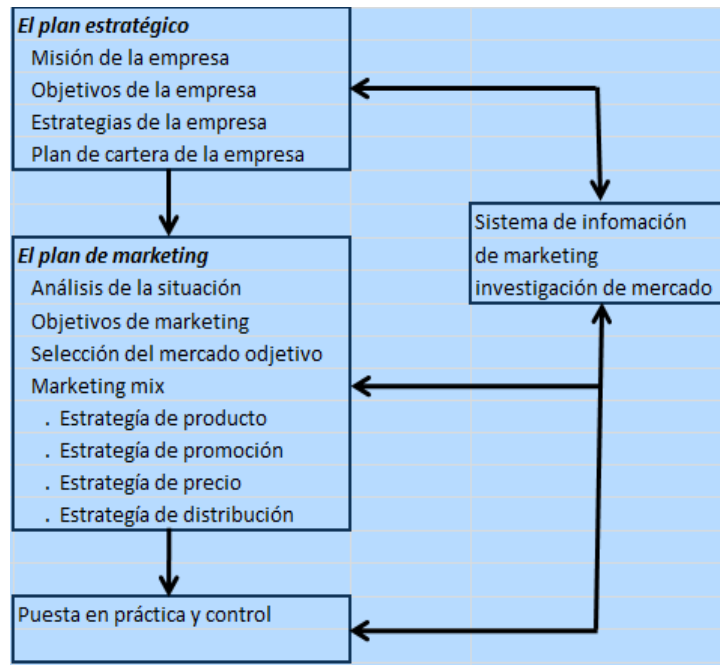 El plan estratégico
Misión de la empresa
Objetivos de la empresa
Estrategias de la empresa
Plan de cartera de la empresa
Sistema de infomación
de marketing
investigación de mercado
El plan de marketing
Análisis de la situación
Objetivos de marketing
Selección del mercado odjetivo
Marketing mix
. Estrategía de producto
. Estrategía de promoción
. Estrategía de precio
. Estrategía de distribución
Puesta en práctica y control